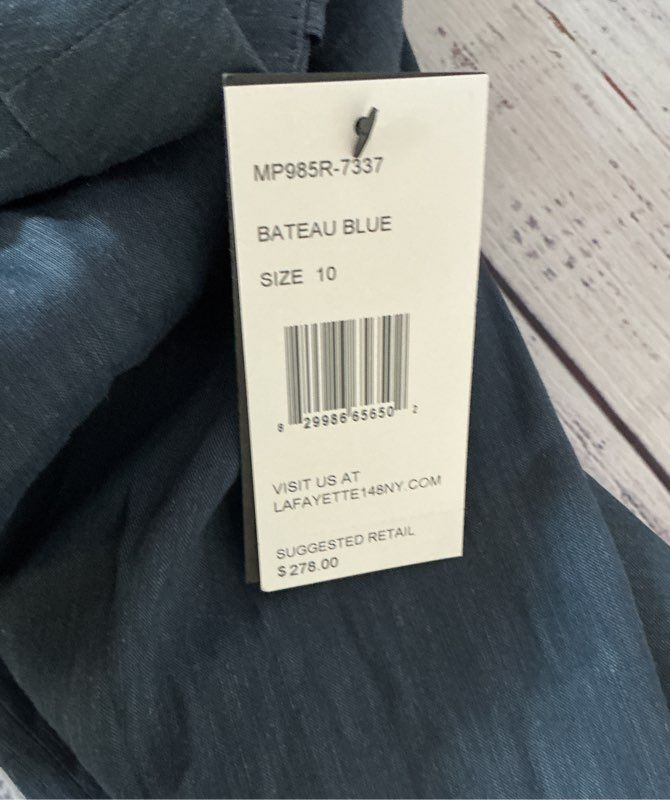 MP985R-7337
BATEAU BLUE
SIZE 10
8 29986 65650 2
VISIT US AT
LAFAYETTE148NY.COM
SUGGESTED RETAIL
$278.00